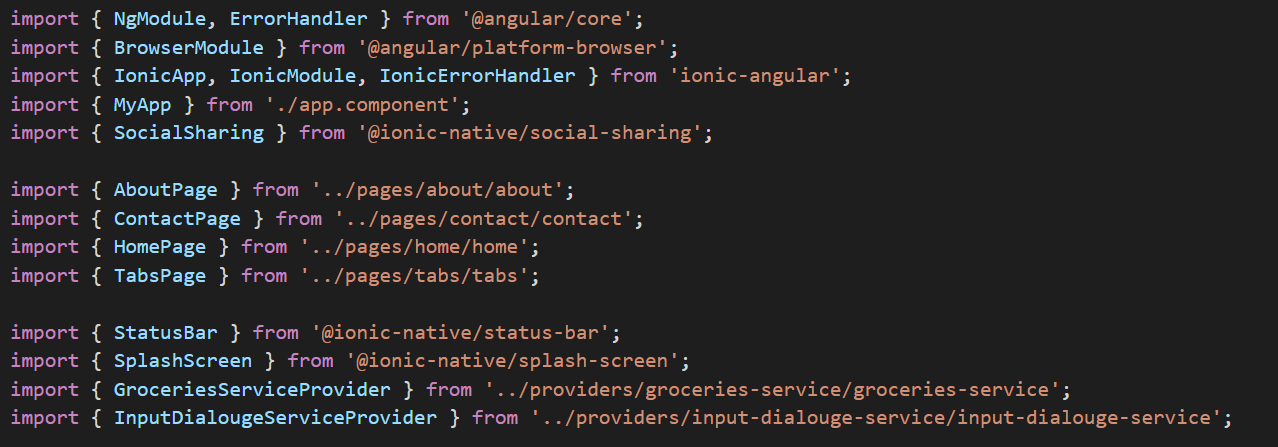 import { NgModule, ErrorHandler } from '@angular/core';
import { BrowserModule } from '@angular/platform-browser';
import { IonicApp, IonicModule, IonicErrorHandler } from 'ionic-angular';
import { MyApp } from './app.component';
import { SocialSharing } from '@ionic-native/social-sharing';
import { AboutPage } from '../pages/about/about';
import { ContactPage } from '../pages/contact/contact';
import { HomePage } from '../pages/home/home';
import { TabsPage } from '../pages/tabs/tabs';
import { StatusBar } from '@ionic-native/status-bar';
import { SplashScreen } from '@ionic-native/splash-screen';
import { GroceriesServiceProvider } from '../providers/groceries-service/groceries-service';
import { InputDialougeServiceProvider } from '../providers/input-dialouge-service/input-dialouge-service';